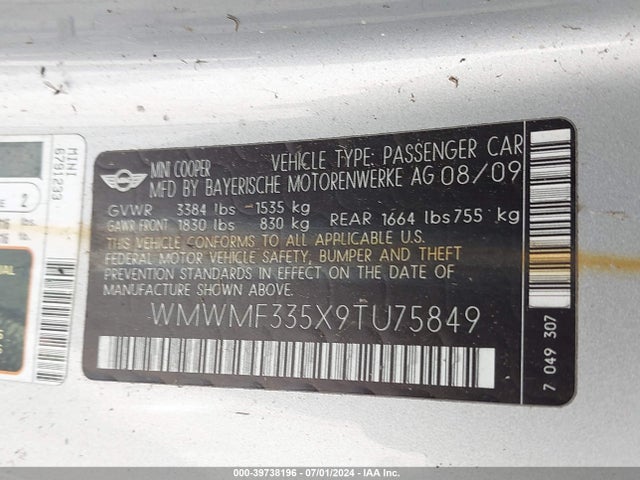 MINI COOPER
VEHICLE TYPE: PASSENGER CAR
MFD BY BAYERISCHE MOTORENWERKE AG 08/09
GVWR 3384 lbs 1535 kg
GAWR FRONT 1830 lbs 830 kg REAR 1664 lbs 755 kg
THIS VEHICLE CONFORMS TO ALL APPLICABLE U.S.
FEDERAL MOTOR VEHICLE SAFETY, BUMPER AND THEFT
PREVENTION STANDARDS IN EFFECT ON THE DATE
OF MANUFACTURE SHOWN ABOVE.
WMWMF335X9TU75849
7 049 307
MINI
6791233
2
000-39738196 - 07/01/2024 - IAA Inc.